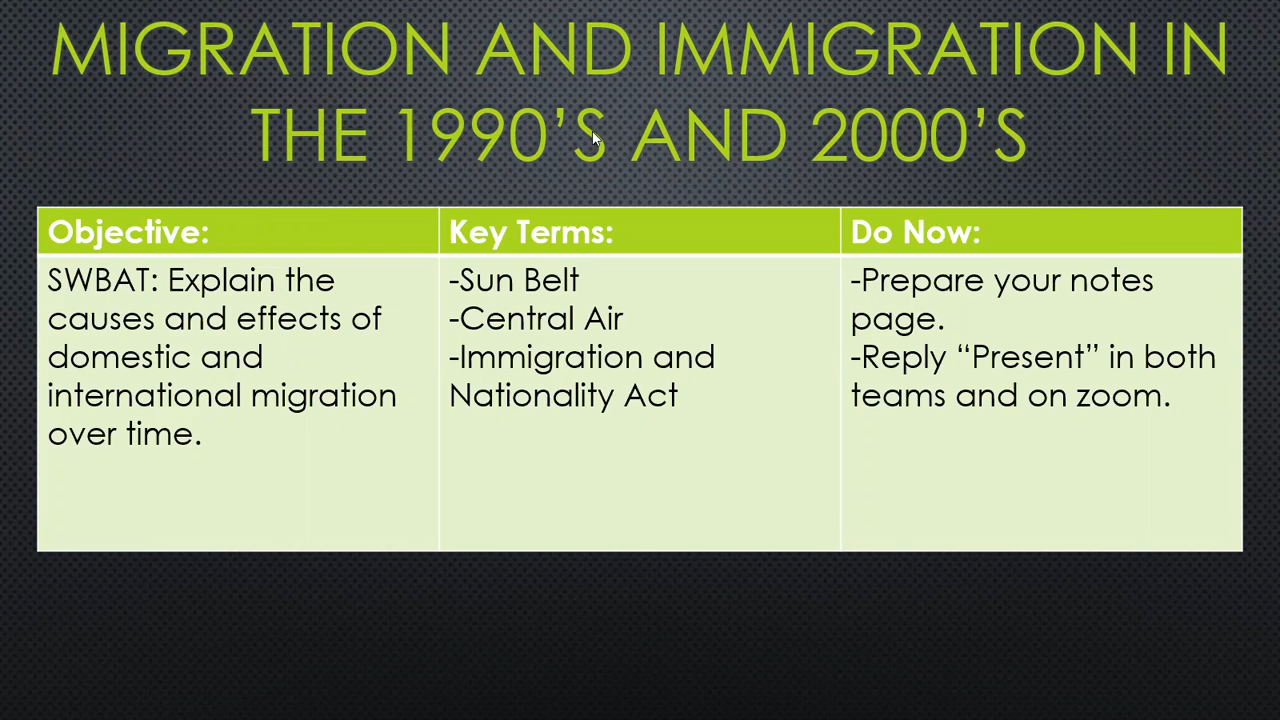 MIGRATION AND IMMIGRATION IN
THE 1990’S AND 2000’S
Objective:
SWBAT: Explain the
causes and effects of
domestic and
international migration
over time.
Key Terms:
-Sun Belt
-Central Air
-Immigration and
Nationality Act
Do Now:
-Prepare your notes
page.
-Reply “Present” in both
teams and on zoom.